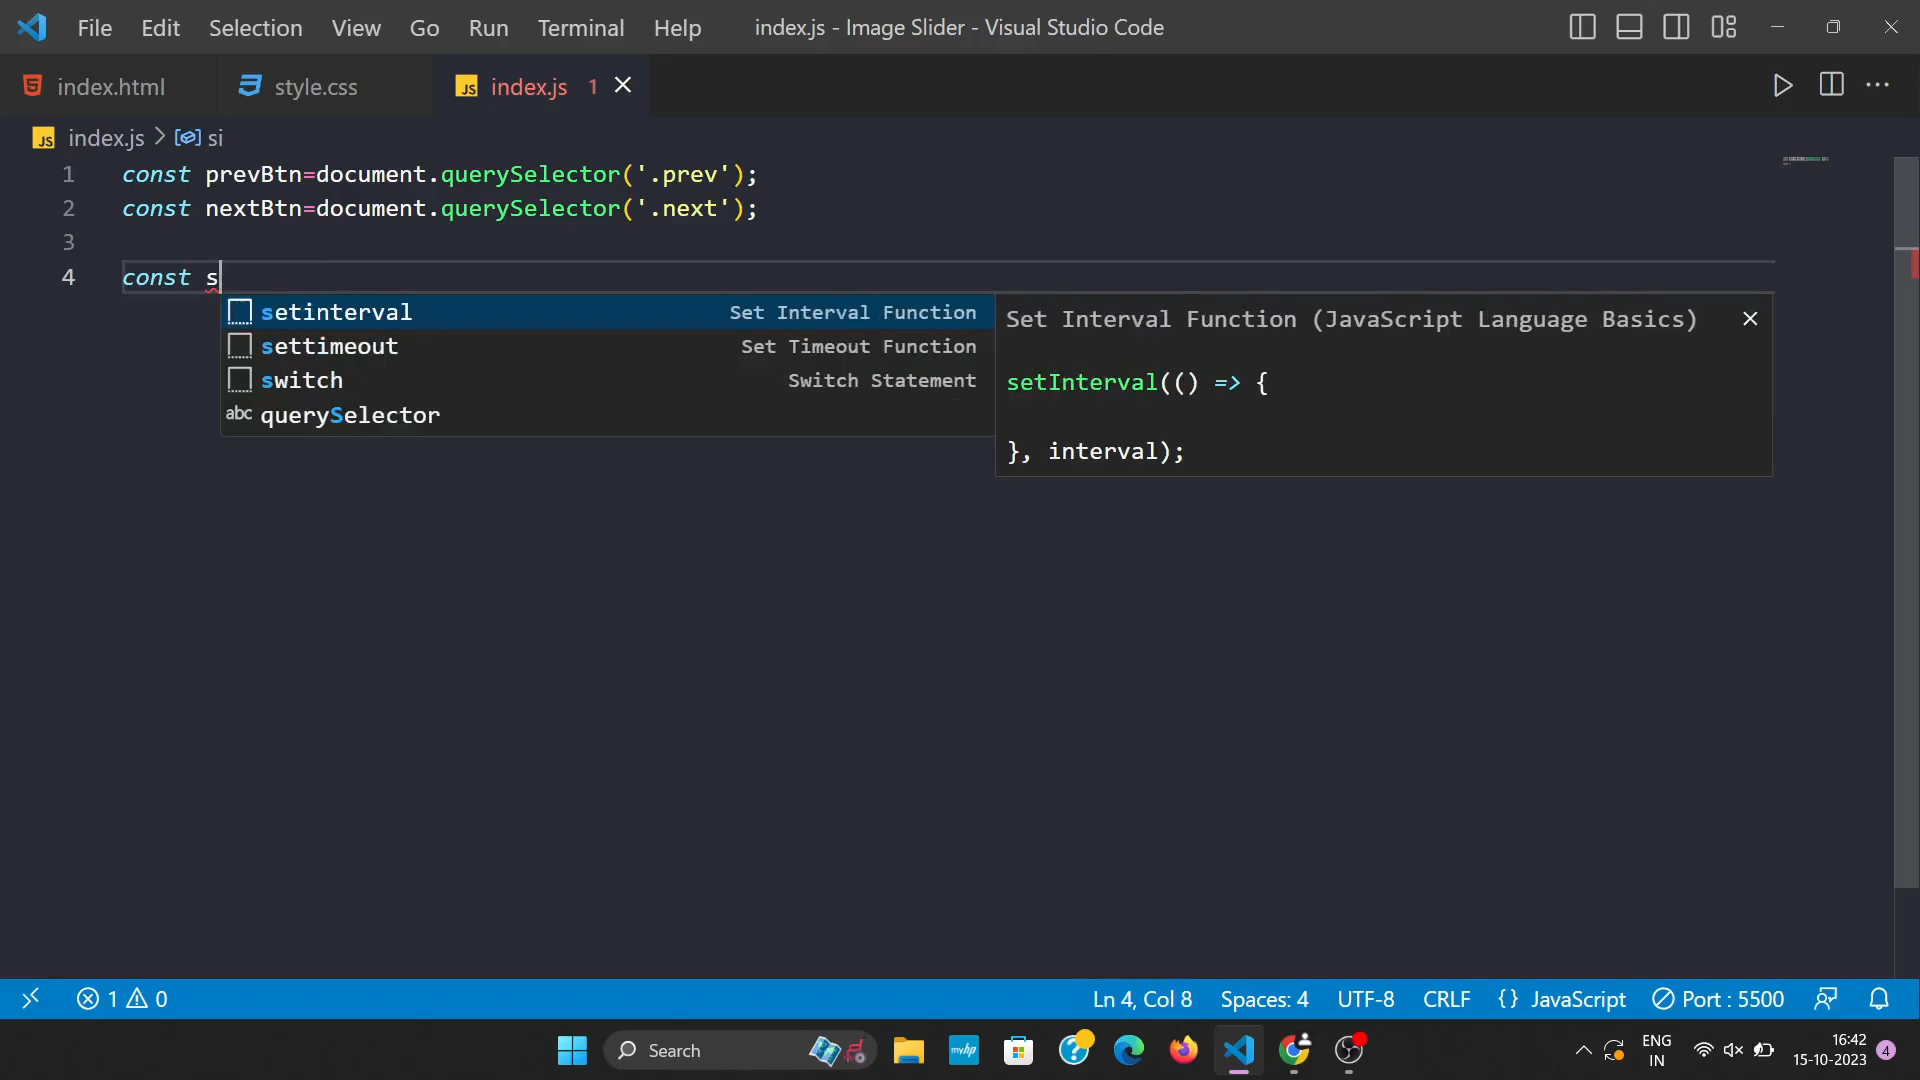 File Edit Selection View Go Run Terminal Help index.js - Image Slider - Visual Studio Code
index.html style.css JS index.js 1
JS index.js > si
1 const prevBtn=document.querySelector('.prev');
2 const nextBtn=document.querySelector('.next');
3
4 const s
setinterval Set Interval Function
settimeout Set Timeout Function
switch Switch Statement
abc querySelector
Set Interval Function (JavaScript Language Basics)
setInterval(() => {
}, interval);
1 0 Ln 4, Col 8 Spaces: 4 UTF-8 CRLF {} JavaScript Port : 5500
Search myhp ENG IN 16:42 15-10-2023 4